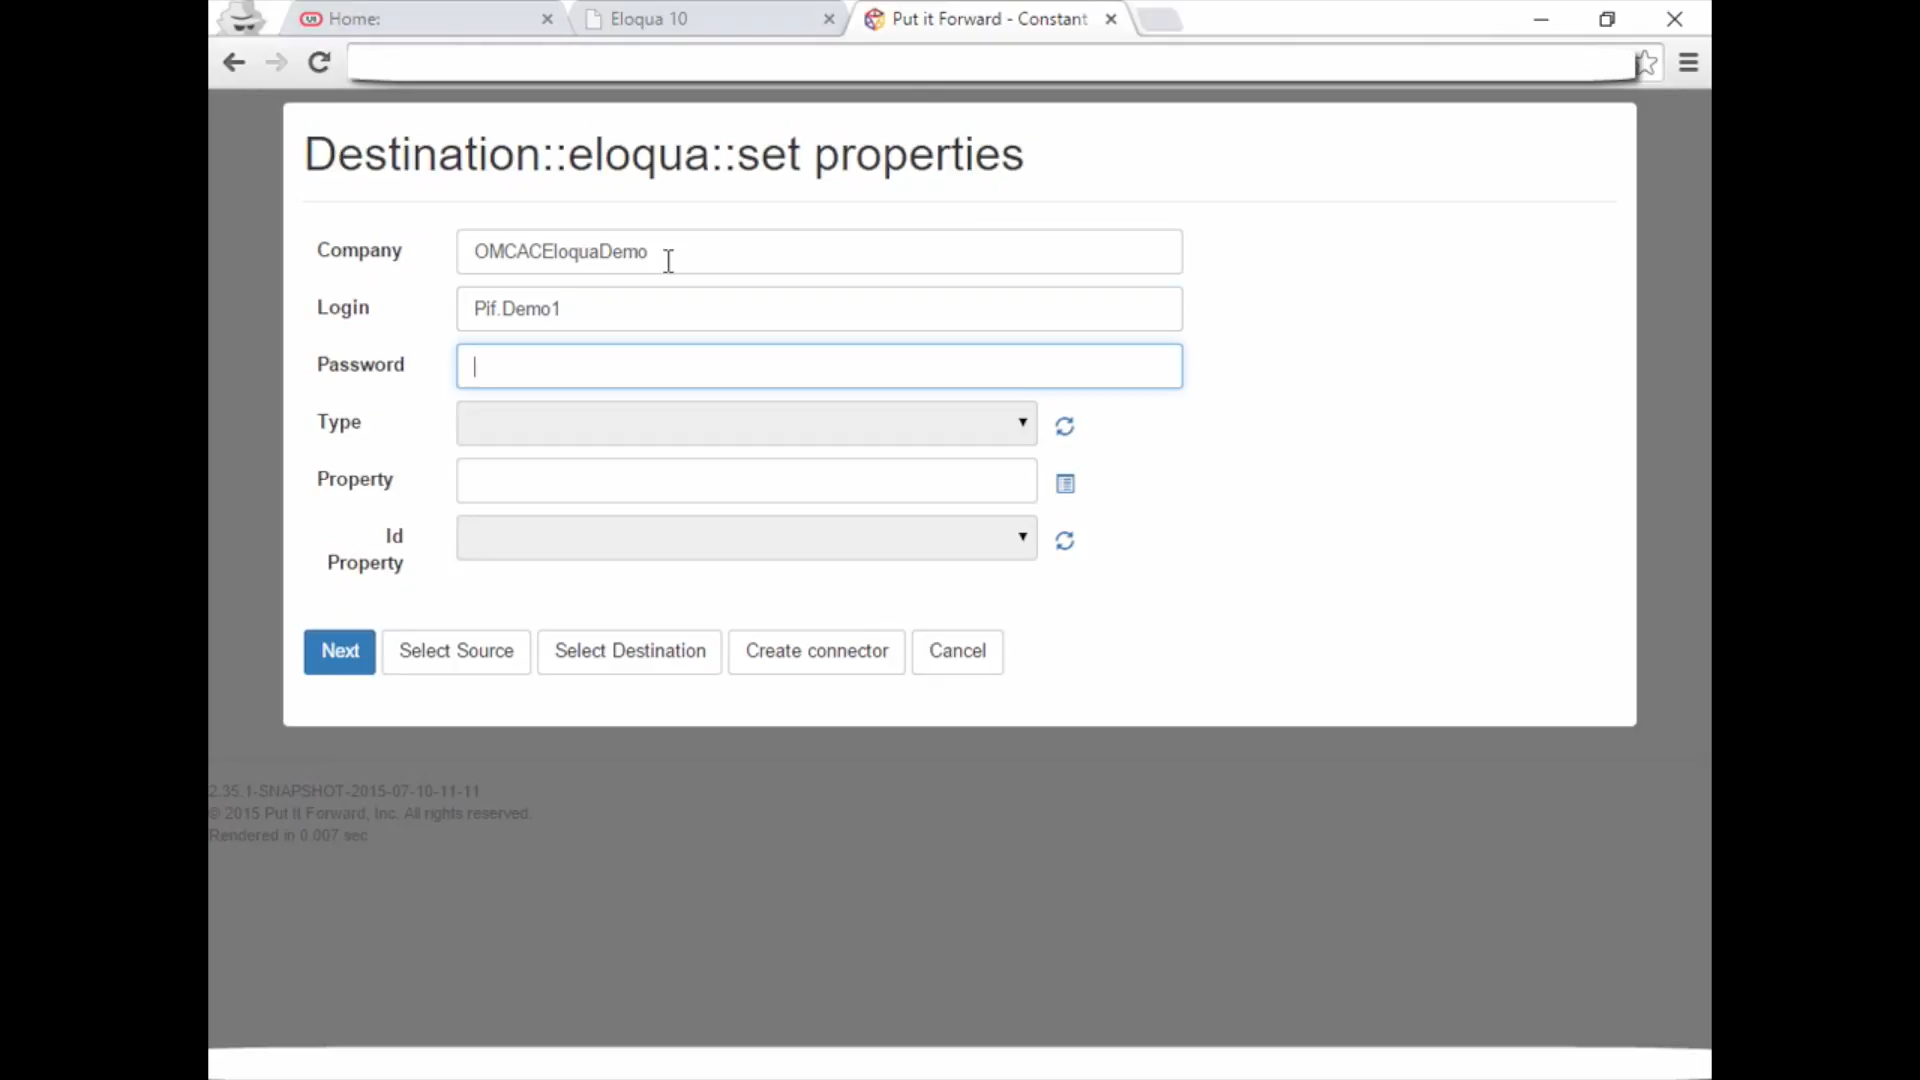 Home:
Eloqua 10
Put it Forward - Constant
Destination::eloqua::set properties
Company
OMCACEloquaDemo
Login
Pif.Demo1
Password
Type
Property
Id
Property
Next
Select Source
Select Destination
Create connector
Cancel
2.35.1-SNAPSHOT-2015-07-10-11-11
© 2015 Put It Forward, Inc. All rights reserved.
Rendered in 0.007 sec